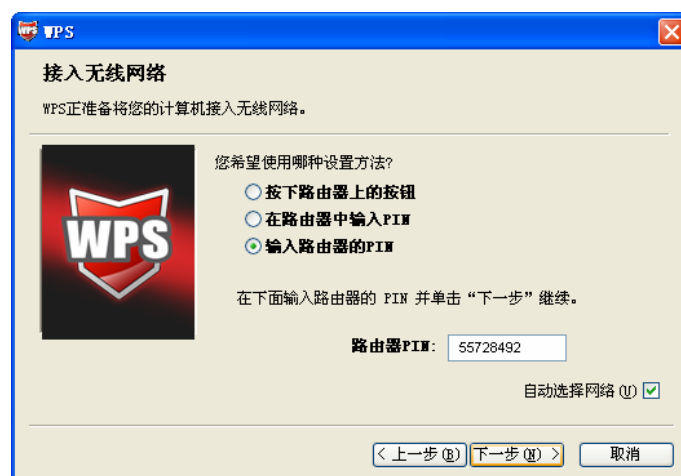 WPS
接入无线网络
WPS正准备将您的计算机接入无线网络。
WPS
您希望使用哪种设置方法?
按下路由器上的按钮
在路由器中输入PIN
输入路由器的PIN
在下面输入路由器的 PIN 并单击“下一步”继续。
路由器PIN: 55728492
自动选择网络(U)
< 上一步(B) 下一步(N) > 取消